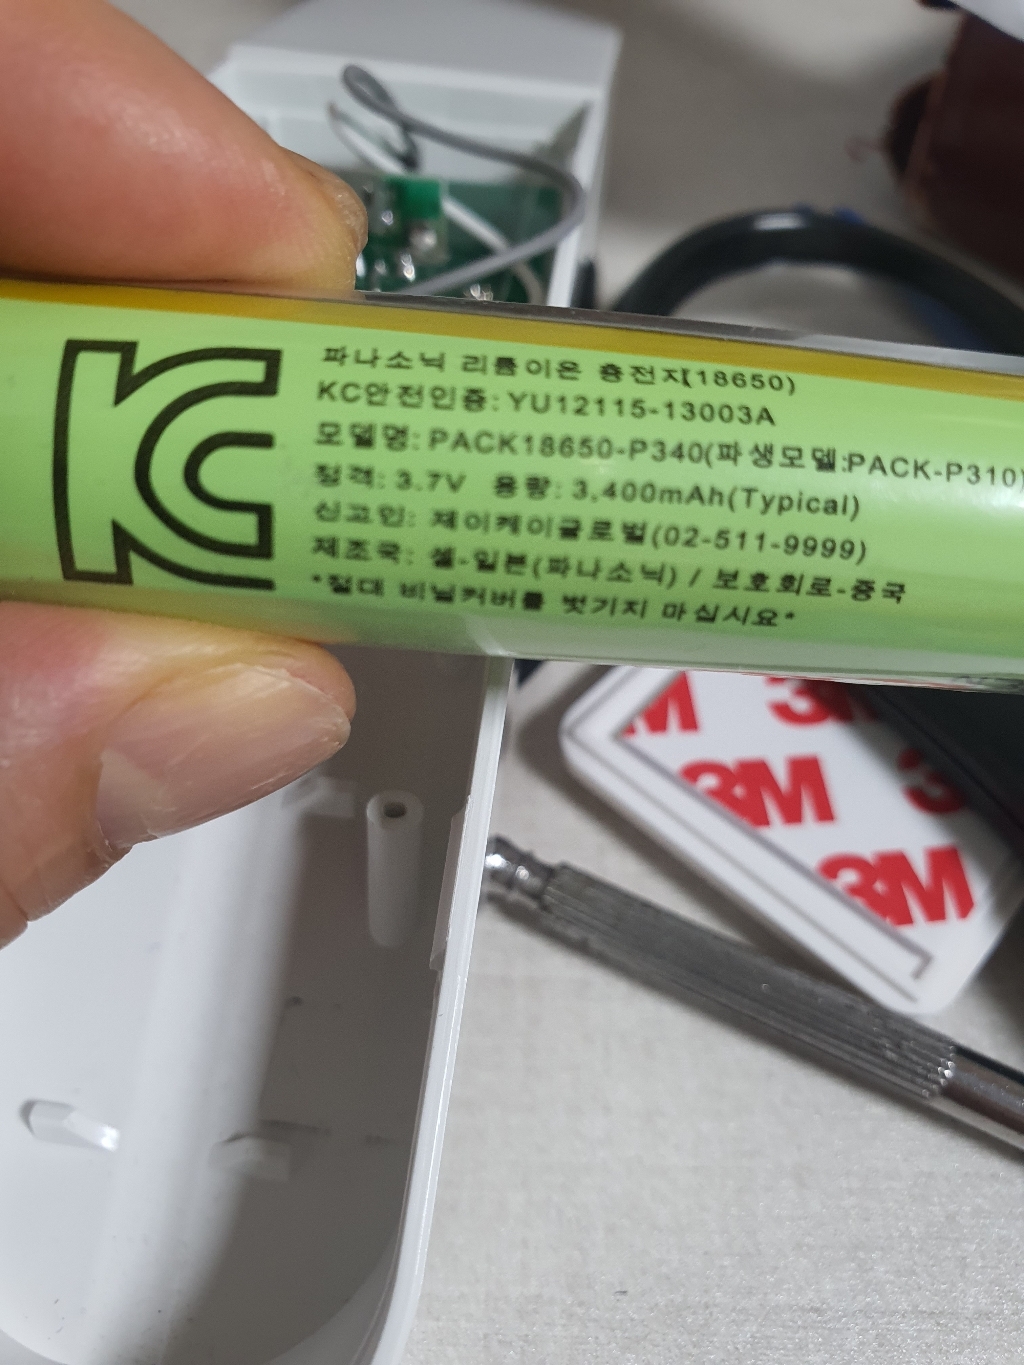 KC
파나소닉 리튬이온 충전지(18650)
KC안전인증: YU12115-13003A
모델명: PACK18650-P340(파생모델:PACK-P310)
정격: 3.7V 용량: 3,400mAh(Typical)
신고인: 제이케이글로벌(02-511-9999)
제조국: 셀-일본(파나소닉) / 보호회로-중국
*절대 비닐커버를 벗기지 마십시요*
3M
3M
3M
3
3M